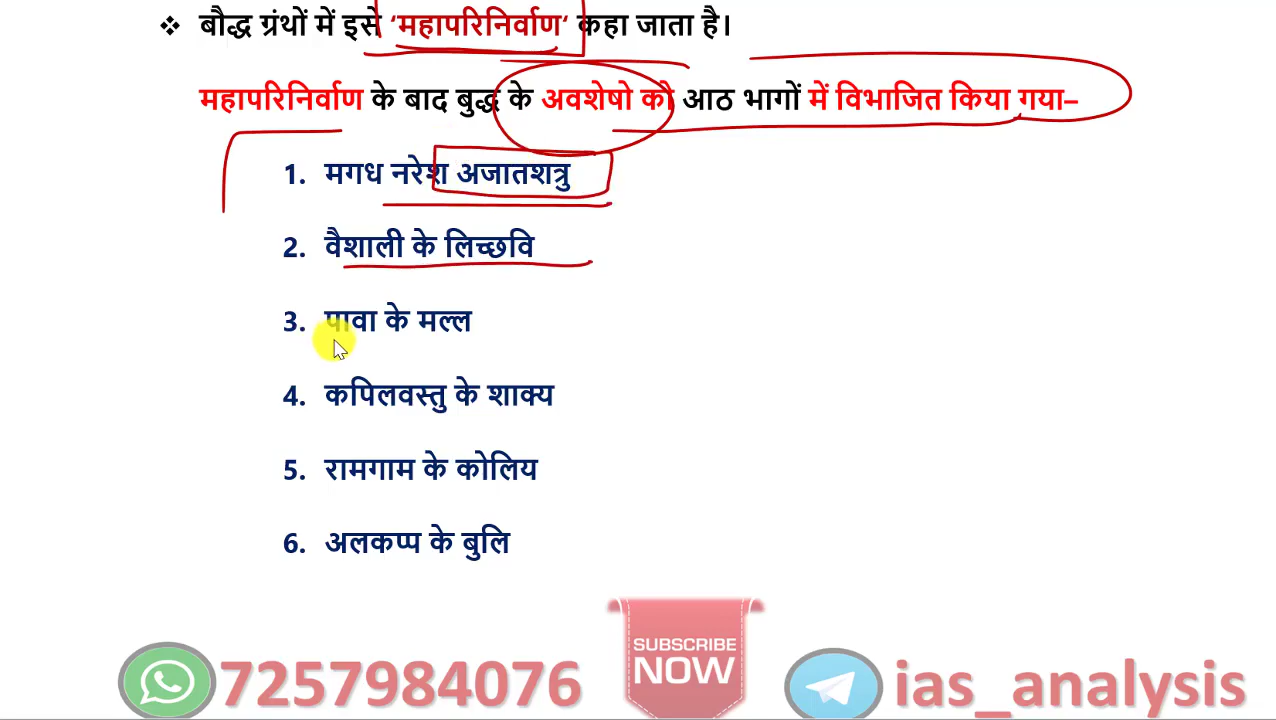 ❖ बौद्ध ग्रंथों में इसे ‘महापरिनिर्वाण‘ कहा जाता है।
महापरिनिर्वाण के बाद बुद्ध के अवशेषो को आठ भागों में विभाजित किया गया–
1. मगध नरेश अजातशत्रु
2. वैशाली के लिच्छवि
3. पावा के मल्ल
4. कपिलवस्तु के शाक्य
5. रामगाम के कोलिय
6. अलकप्प के बुलि
7257984076
SUBSCRIBE
NOW
ias_analysis